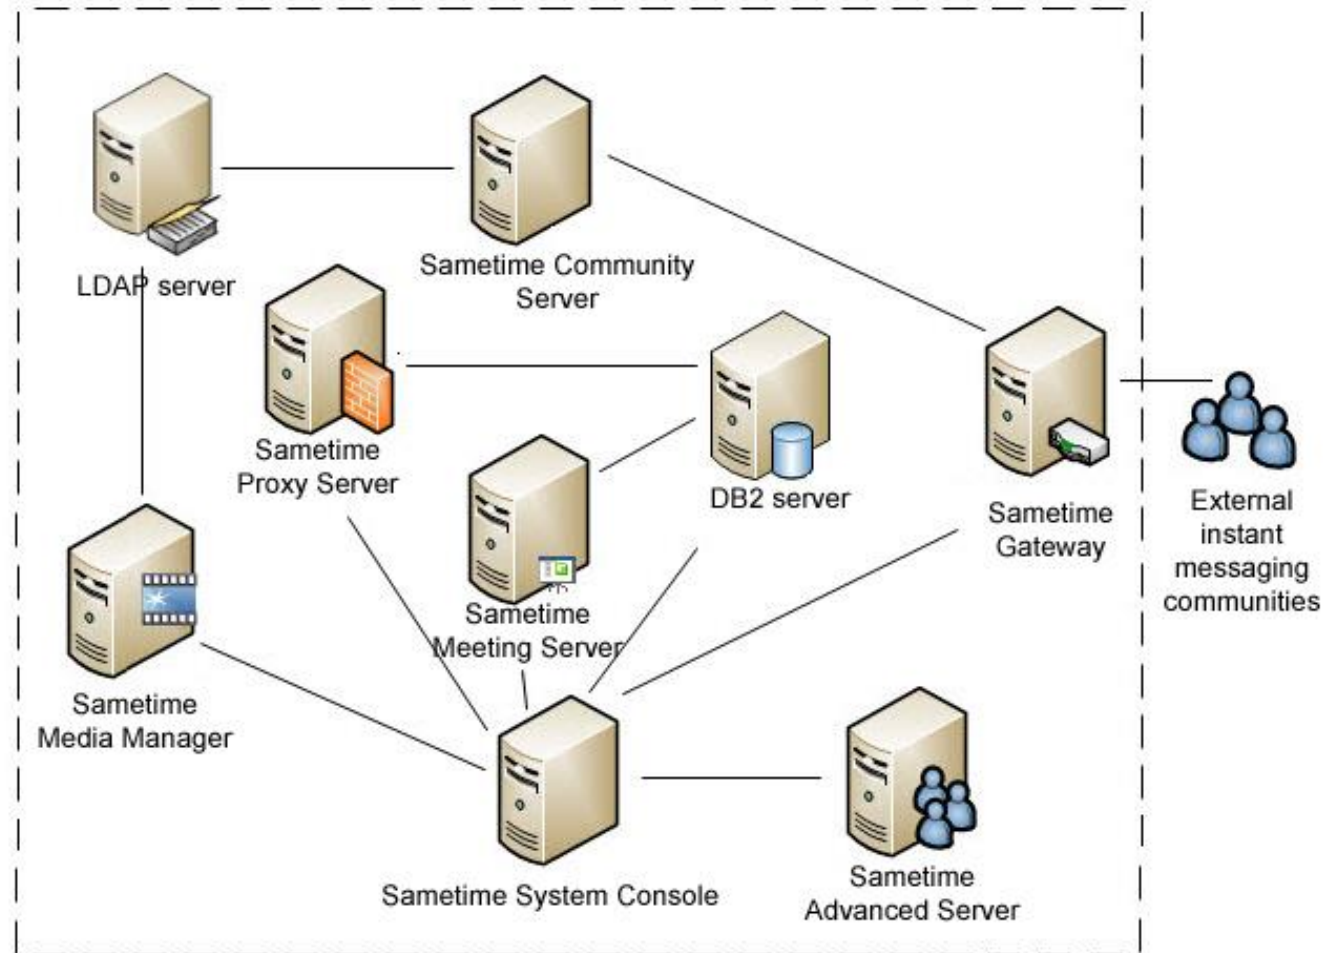 LDAP server
Sametime Community
Server
Sametime
Proxy Server
DB2 server
Sametime
Gateway
External
instant
messaging
communities
Sametime
Meeting Server
Sametime
Media Manager
Sametime System Console
Sametime
Advanced Server